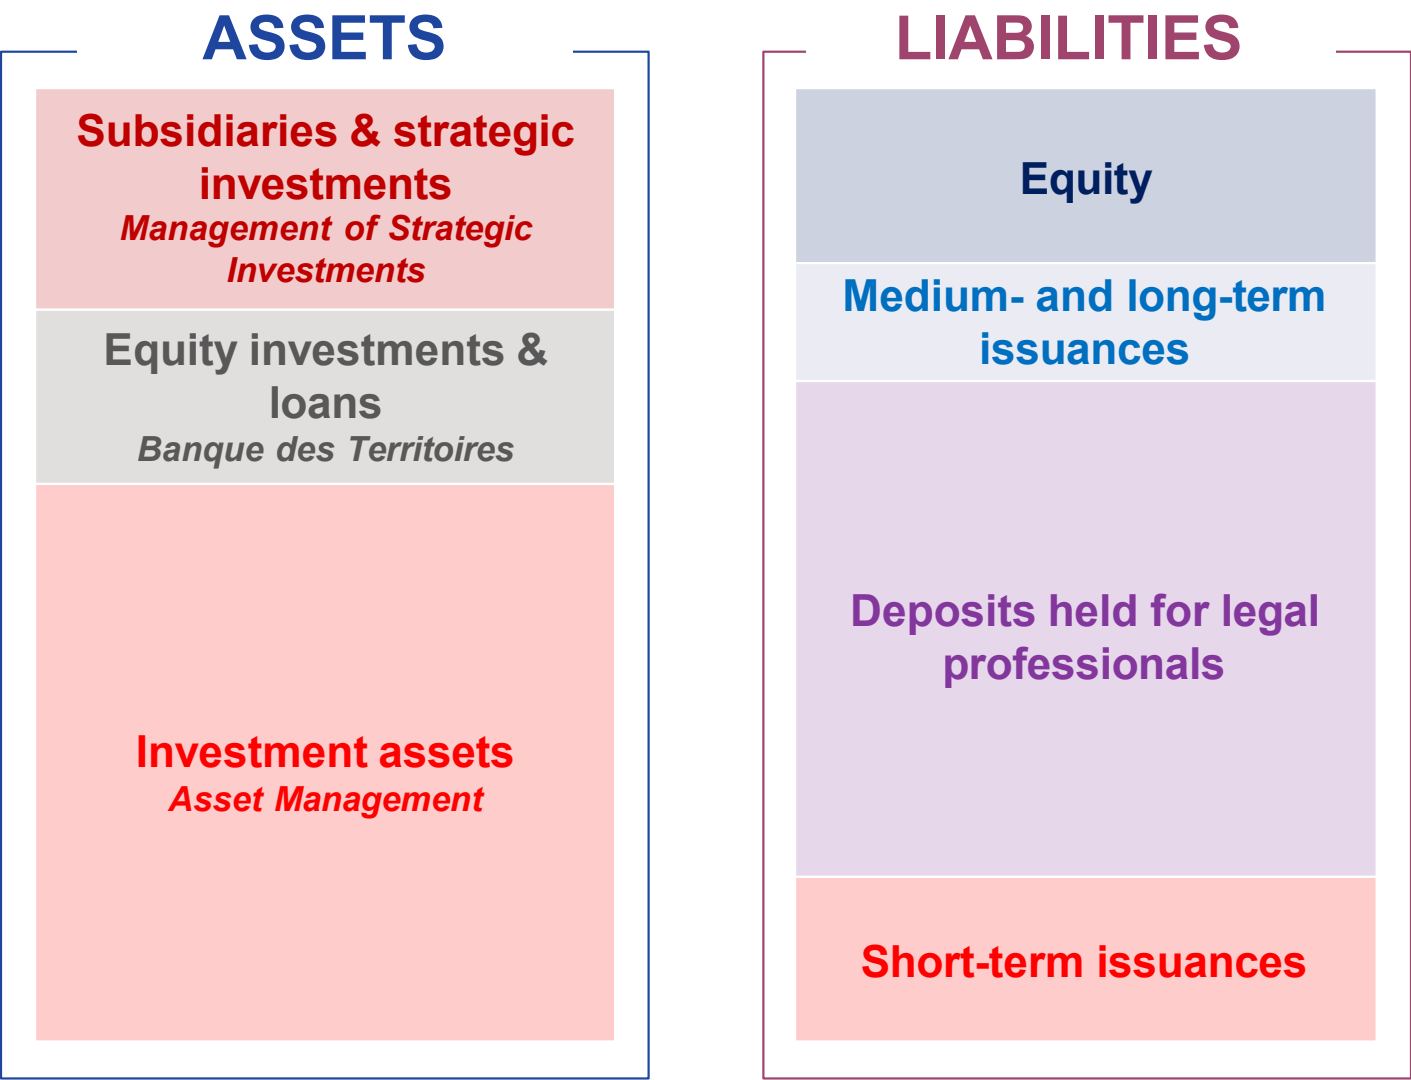 ASSETS
Subsidiaries & strategic
investments
Management of Strategic
Investments
Equity investments &
loans
Banque des Territoires
Investment assets
Asset Management
LIABILITIES
Equity
Medium- and long-term
issuances
Deposits held for legal
professionals
Short-term issuances